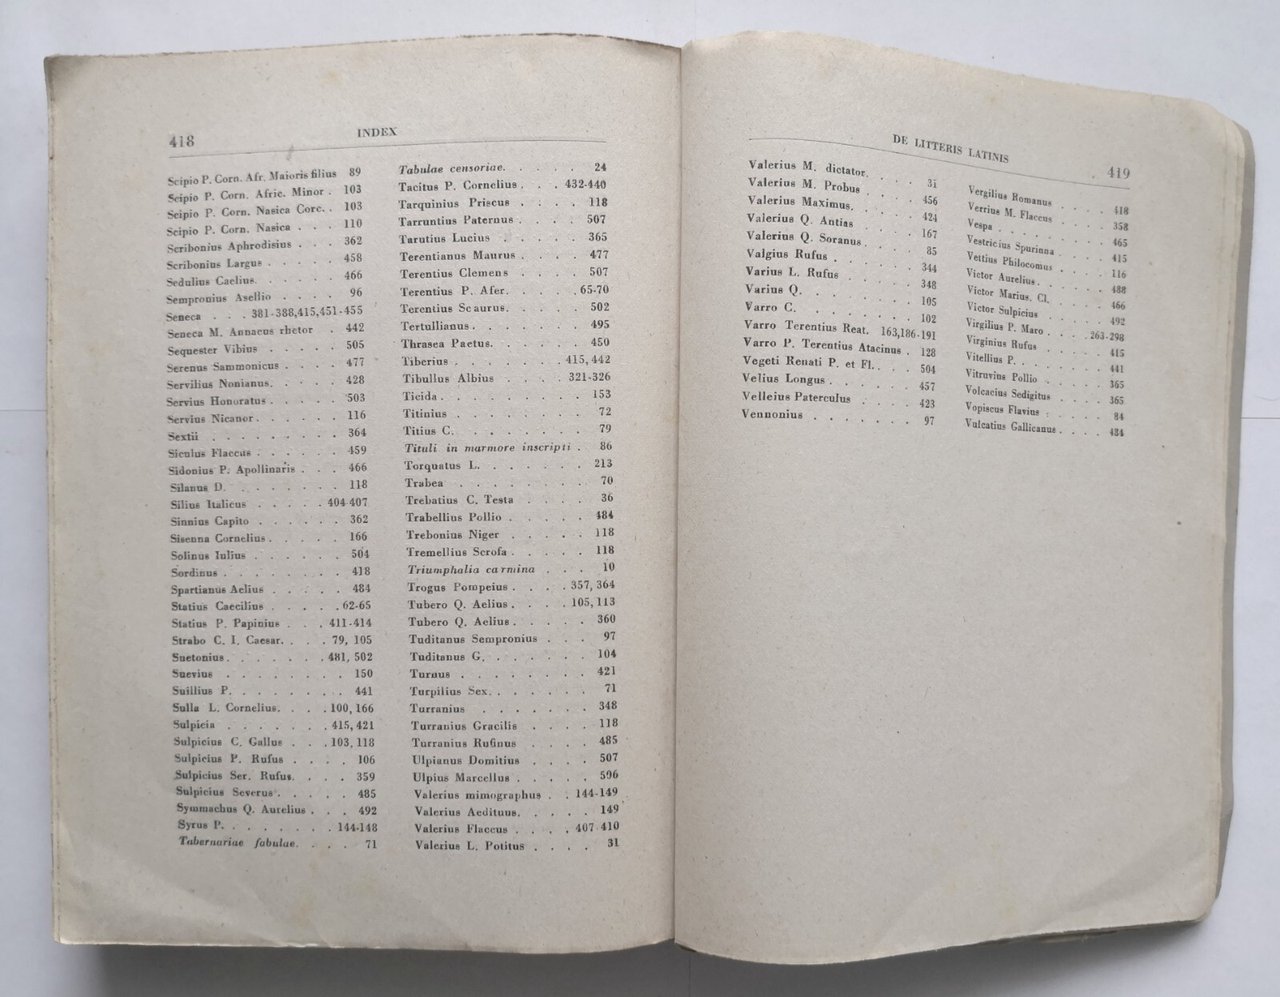 418
INDEX
Scipio P. Corn. Afr. Maioris filius 89
Scipio P. Corn. Afric. Minor . 103
Scipio P. Corn. Nasica Corc. . 103
Scipio P. Corn. Nasica . . . 110
Scribonius Aphrodisius . . . 362
Scribonius Largus . . . . 458
Sedulius Caelius. . . . . 466
Sempronius Asellio . . . . 96
Seneca . . . 381-388,415,451-455
Seneca M. Annaeus rhetor . 442
Sequester Vibius . . . . 505
Serenus Sammonicus . . . . 477
Servilius Nonianus. . . . . 428
Servius Honoratus . . . . . 503
Servius Nicanor . . . . . 116
Sextii . . . . . . . . 364
Siculus Flaccus . . . . . . 459
Sidonius P. Apollinaris . . . 466
Silanus D. . . . . . . . 118
Silius Italicus . . . . . 404-407
Sinnius Capito . . . . . . 362
Sisenna Cornelius . . . . . 166
Solinus Iulius . . . . . . 504
Sordinus . . . . . . . . 418
Spartianus Aelius . . . . . 484
Statius Caecilius . . . . . 62-65
Statius P. Papinius . . . 411-414
Strabo C. I. Caesar. . . . 79, 105
Suetonius . . . . . . . 481, 502
Suevius . . . . . . . . 150
Suillius P. . . . . . . . 441
Sulla L. Cornelius. . . . 100, 166
Sulpicia . . . . . . . 415, 421
Sulpicius C. Gallus . . . 103, 118
Sulpicius P. Rufus . . . . 106
Sulpicius Ser. Rufus. . . . 359
Sulpicius Severus . . . . . 485
Symmachus Q. Aurelius . . . 492
Syrus P. . . . . . . . 144-148
Tabernariae fabulae. . . . 71
Tabulae censoriae. . . . . 24
Tacitus P. Cornelius . . . 432-440
Tarquinius Priscus . . . . . 118
Tarruntius Paternus . . . . 507
Tarutius Lucius . . . . . 365
Terentianus Maurus . . . . 477
Terentius Clemens . . . . . 507
Terentius P. Afer. . . . . 65-70
Terentius Scaurus. . . . . 502
Tertullianus . . . . . . . 495
Thrasea Paetus. . . . . . 450
Tiberius . . . . . . . 415, 442
Tibullus Albius . . . . 321-326
Ticida . . . . . . . . . 153
Titinius . . . . . . . . 72
Titius C. . . . . . . . 79
Tituli in marmore inscripti . 86
Torquatus L. . . . . . . 213
Trabea . . . . . . . . 70
Trebatius C. Testa . . . . 36
Trabellius Pollio . . . . . 484
Trebonius Niger . . . . . 118
Tremellius Scrofa . . . . . 118
Triumphalia carmina . . . 10
Trogus Pompeius . . . . 357, 364
Tubero Q. Aelius . . . . 105, 113
Tubero Q. Aelius . . . . . 360
Tuditanus Sempronius . . . 97
Tuditanus G. . . . . . . 104
Turnus . . . . . . . . 421
Turpilius Sex. . . . . . . 71
Turranius . . . . . . . 348
Turranius Gracilis . . . . 118
Turranius Rufinus . . . . 485
Ulpianus Domitius . . . . 507
Ulpius Marcellus . . . . . 596
Valerius mimographus . . 144-149
Valerius Aedituus. . . . . 149
Valerius Flaccus . . . . 407-410
Valerius L. Potitus . . . . 31
DE LITTERIS LATINIS
419
Valerius M. dictator. . . . 31
Valerius M. Probus . . . . 456
Valerius Maximus. . . . . 424
Valerius Q. Antias . . . . 167
Valerius Q. Soranus . . . . 85
Valgius Rufus . . . . . . 344
Varius L. Rufus . . . . . 348
Varius Q. . . . . . . . 105
Varro C. . . . . . . . 102
Varro Terentius Reat. 163,186-191
Varro P. Terentius Atacinus . 128
Vegeti Renati P. et Fl. . . 504
Velius Longus . . . . . . 457
Velleius Paterculus . . . . 423
Vennonius . . . . . . . 97
Vergilius Romanus . . . . 418
Verrius M. Flaccus . . . . 358
Vespa . . . . . . . . 465
Vestricius Spurinna . . . . 415
Vettius Philocomus . . . . 116
Victor Aurelius . . . . . 488
Victor Marius. Cl. . . . . 466
Victor Sulpicius . . . . . 492
Virgilius P. Maro . . . . 263-298
Virginius Rufus . . . . . 415
Vitellius P. . . . . . . 441
Vitruvius Pollio . . . . . 365
Volcacius Sedigitus . . . . 365
Vopiscus Flavius . . . . . 84
Vulcatius Gallicanus . . . . 484